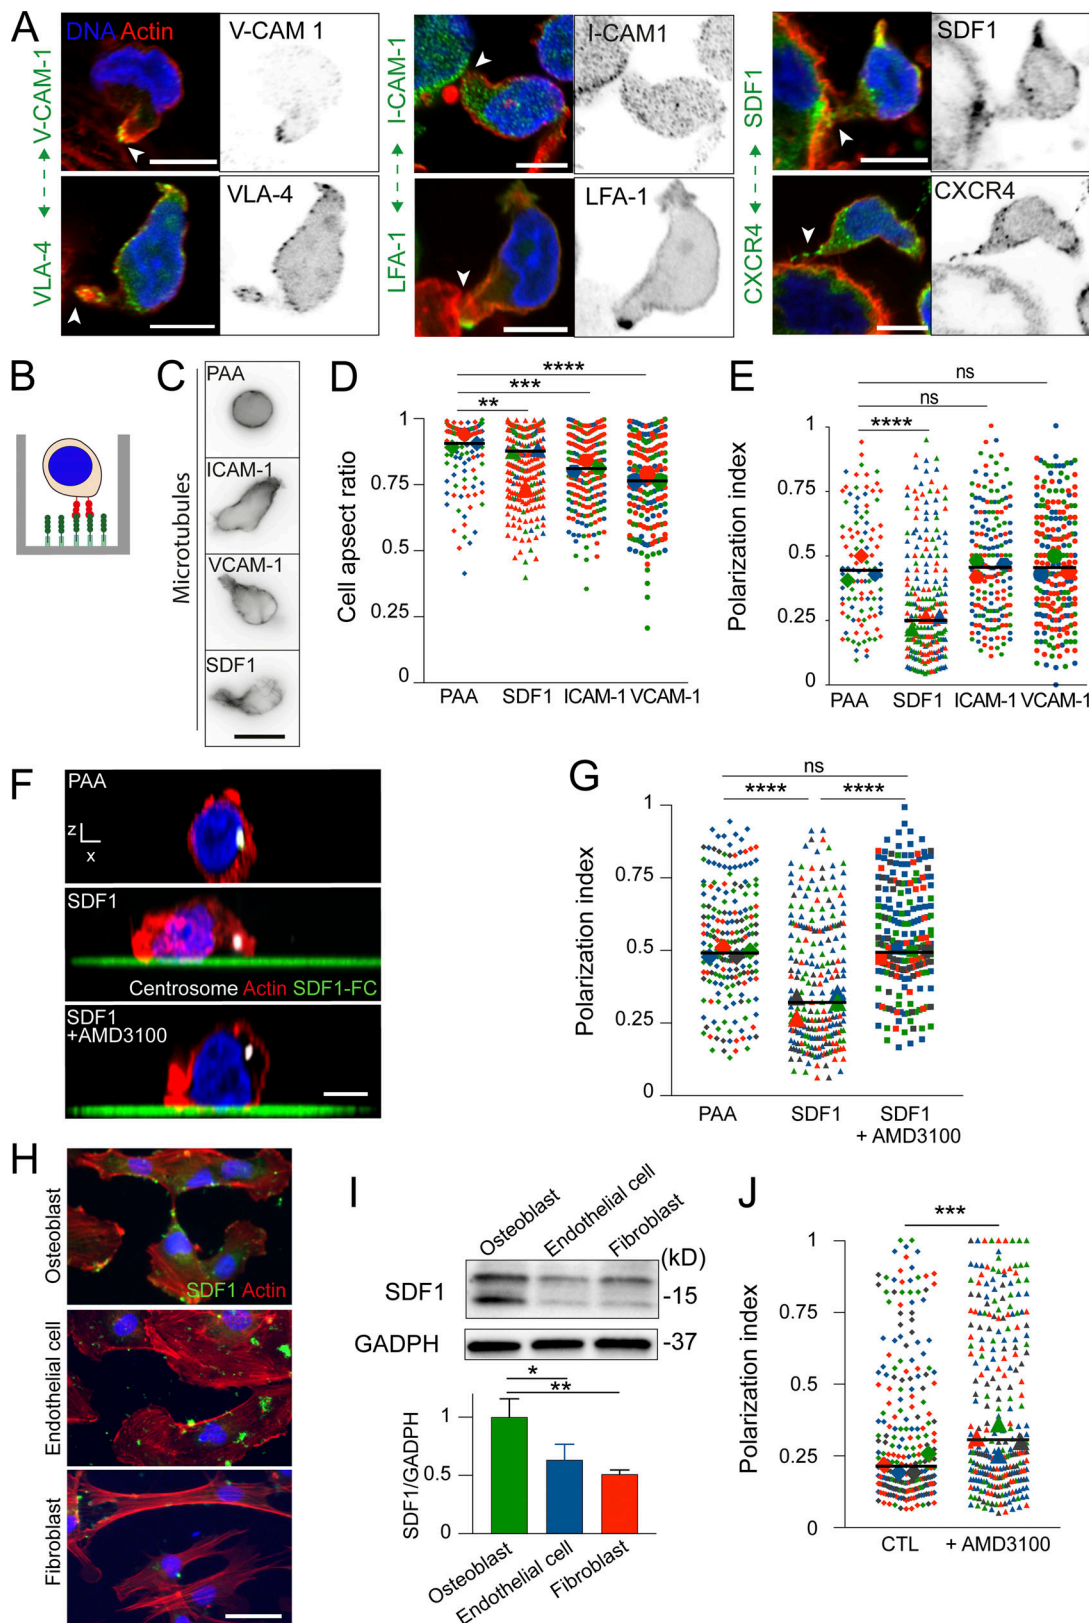 A
DNA Actin
V-CAM 1
V-CAM-1
VLA-4
VLA-4
I-CAM1
I-CAM-1
LFA-1
LFA-1
SDF1
SDF1
CXCR4
CXCR4
B
C
Microtubules
PAA
ICAM-1
VCAM-1
SDF1
D
****
***
**
Cell apsect ratio
1
0.75
0.5
0.25
0
PAA SDF1 ICAM-1 VCAM-1
E
ns
ns
****
Polarization index
1
0.75
0.5
0.25
0
PAA SDF1 ICAM-1 VCAM-1
F
PAA
z
x
SDF1
Centrosome Actin SDF1-FC
SDF1
+AMD3100
G
ns
**** ****
Polarization index
1
0.75
0.5
0.25
0
PAA SDF1 SDF1
+ AMD3100
H
Osteoblast
SDF1 Actin
Endothelial cell
Fibroblast
I
Osteoblast
Endothelial cell
Fibroblast
(kD)
SDF1
-15
GADPH
-37
*
**
SDF1/GADPH
1
0.5
0
Osteoblast
Endothelial cell
Fibroblast
J
***
Polarization index
1
0.75
0.5
0.25
0
CTL + AMD3100